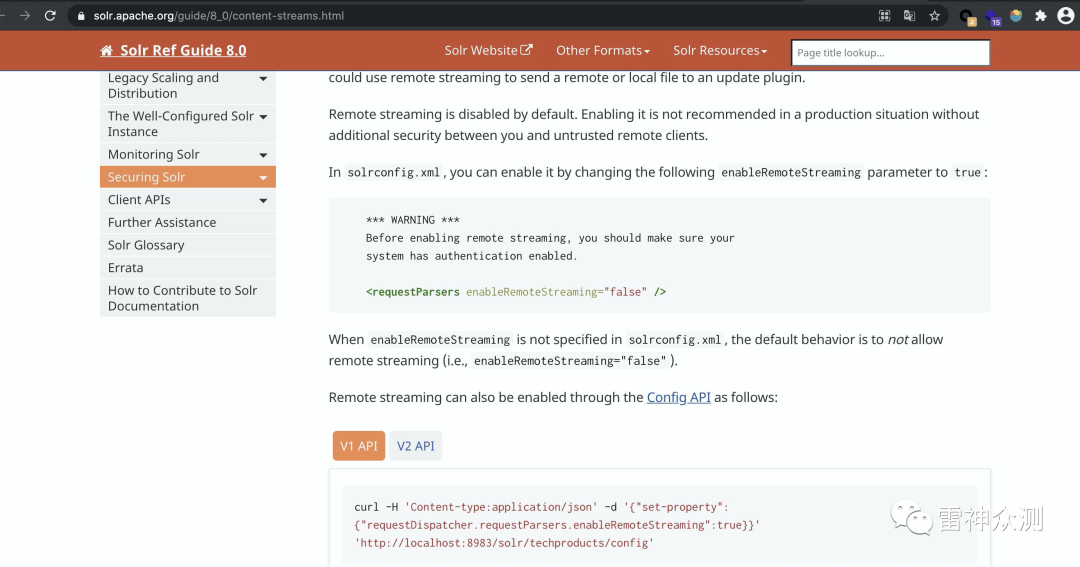 solr.apache.org/guide/8_0/content-streams.html
4
15
Solr Ref Guide 8.0
Solr Website
Other Formats
Solr Resources
Page title lookup...
Legacy Scaling and
Distribution
The Well-Configured Solr
Instance
Monitoring Solr
Securing Solr
Client APIs
Further Assistance
Solr Glossary
Errata
How to Contribute to Solr
Documentation
could use remote streaming to send a remote or local file to an update plugin.
Remote streaming is disabled by default. Enabling it is not recommended in a production situation without
additional security between you and untrusted remote clients.
In solrconfig.xml, you can enable it by changing the following enableRemoteStreaming parameter to true:
*** WARNING ***
Before enabling remote streaming, you should make sure your
system has authentication enabled.
<requestParsers enableRemoteStreaming="false" />
When enableRemoteStreaming is not specified in solrconfig.xml, the default behavior is to not allow
remote streaming (i.e., enableRemoteStreaming="false").
Remote streaming can also be enabled through the Config API as follows:
V1 API
V2 API
curl -H 'Content-type:application/json' -d '{"set-property":
{"requestDispatcher.requestParsers.enableRemoteStreaming":true}}'
'http://localhost:8983/solr/techproducts/config'
雷神众测